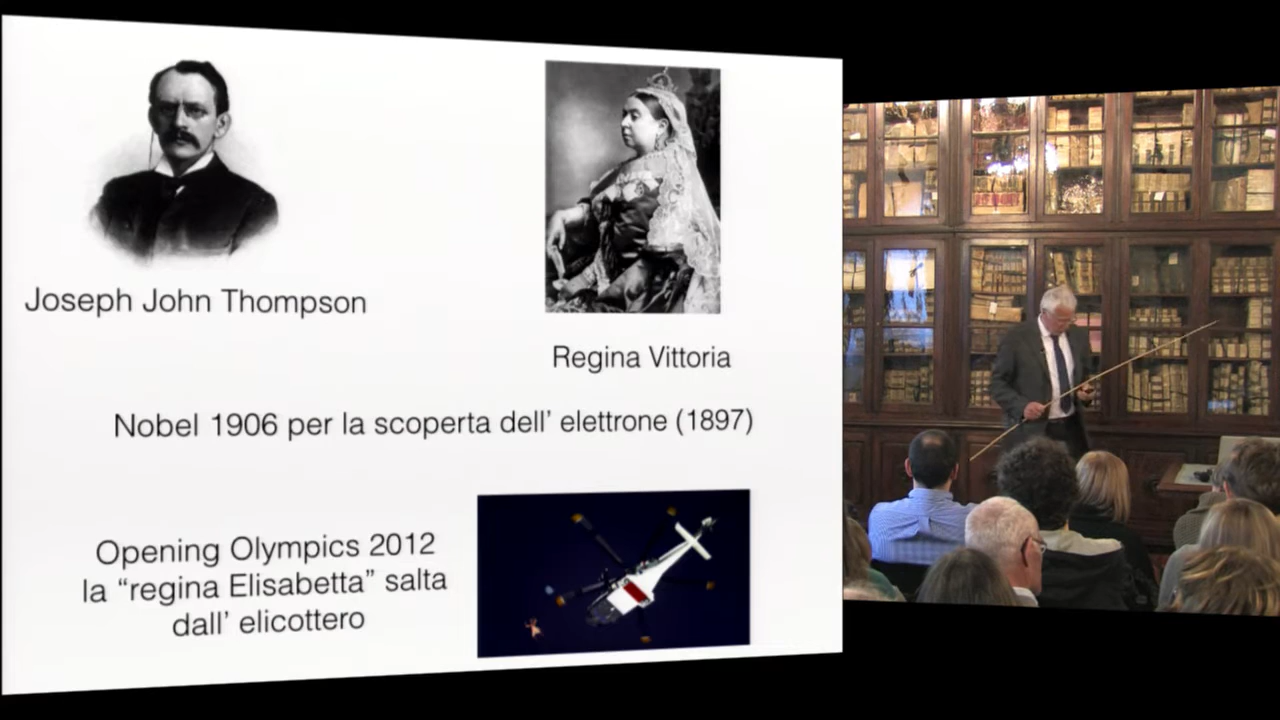 Joseph John Thompson
Regina Vittoria
Nobel 1906 per la scoperta dell' elettrone (1897)
Opening Olympics 2012
la “regina Elisabetta” salta
dall' elicottero